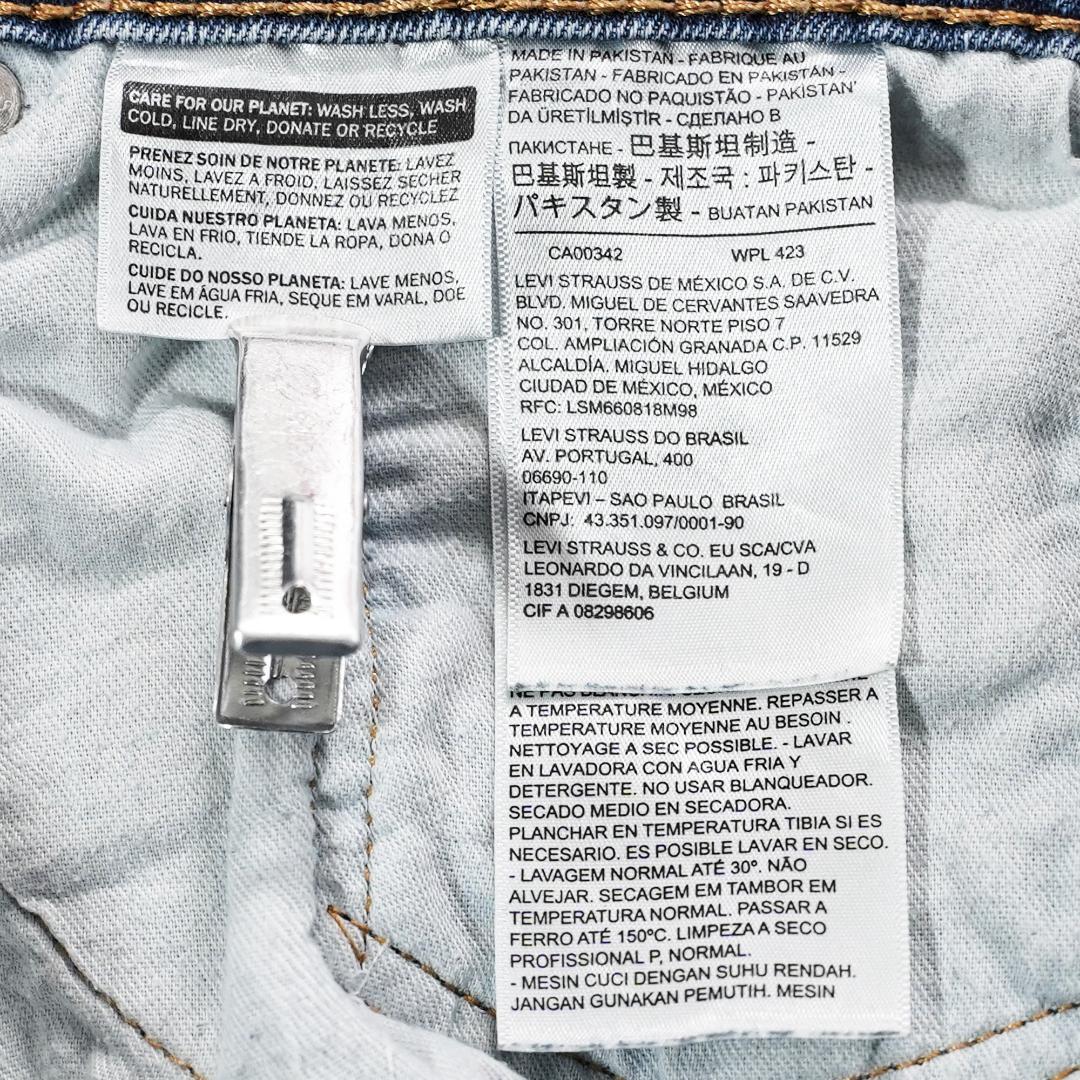 CARE FOR OUR PLANET: WASH LESS, WASH
COLD, LINE DRY, DONATE OR RECYCLE
PRENEZ SOIN DE NOTRE PLANETE: LAVEZ
MOINS, LAVEZ A FROID, LAISSEZ SECHER
NATURELLEMENT, DONNEZ OU RECYCLEZ
CUIDA NUESTRO PLANETA: LAVA MENOS,
LAVA EN FRIO, TIENDE LA ROPA, DONA O
RECICLA.
CUIDE DO NOSSO PLANETA: LAVE MENOS,
LAVE EM ÁGUA FRIA, SEQUE EM VARAL, DOE
OU RECICLE.
MADE IN PAKISTAN - FABRIQUE AU
PAKISTAN - FABRICADO EN PAKISTÁN -
FABRICADO NO PAQUISTÃO - PAKİSTAN'
DA ÜRETİLMİŞTİR - СДЕЛАНО В
ПАКИСТАНЕ - 巴基斯坦制造 -
巴基斯坦製 - 제조국 : 파키스탄 -
パキスタン製 - BUATAN PAKISTAN
CA00342 WPL 423
LEVI STRAUSS DE MÉXICO S.A. DE C.V.
BLVD. MIGUEL DE CERVANTES SAAVEDRA
NO. 301, TORRE NORTE PISO 7
COL. AMPLIACIÓN GRANADA C.P. 11529
ALCALDÍA. MIGUEL HIDALGO
CIUDAD DE MÉXICO, MÉXICO
RFC: LSM660818M98
LEVI STRAUSS DO BRASIL
AV. PORTUGAL, 400
06690-110
ITAPEVI – SAO PAULO BRASIL
CNPJ: 43.351.097/0001-90
LEVI STRAUSS & CO. EU SCA/CVA
LEONARDO DA VINCILAAN, 19 - D
1831 DIEGEM, BELGIUM
CIF A 08298606
NE PAS
A TEMPERATURE MOYENNE. REPASSER A
TEMPERATURE MOYENNE AU BESOIN .
NETTOYAGE A SEC POSSIBLE. - LAVAR
EN LAVADORA CON AGUA FRIA Y
DETERGENTE. NO USAR BLANQUEADOR.
SECADO MEDIO EN SECADORA.
PLANCHAR EN TEMPERATURA TIBIA SI ES
NECESARIO. ES POSIBLE LAVAR EN SECO.
- LAVAGEM NORMAL ATÉ 30º. NÃO
ALVEJAR. SECAGEM EM TAMBOR EM
TEMPERATURA NORMAL. PASSAR A
FERRO ATÉ 150ºC. LIMPEZA A SECO
PROFISSIONAL P, NORMAL.
- MESIN CUCI DENGAN SUHU RENDAH.
JANGAN GUNAKAN PEMUTIH. MESIN